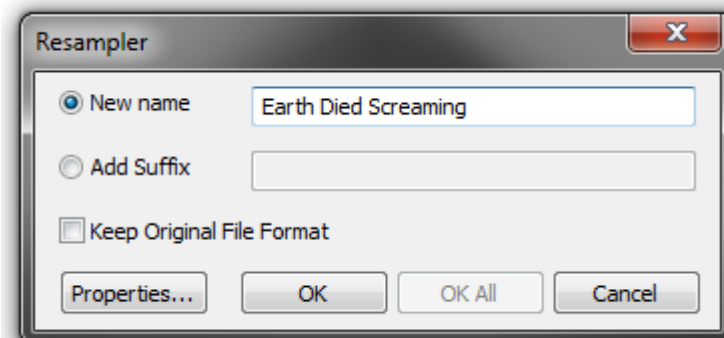 Resampler
New name Earth Died Screaming
Add Suffix
Keep Original File Format
Properties... OK OK All Cancel